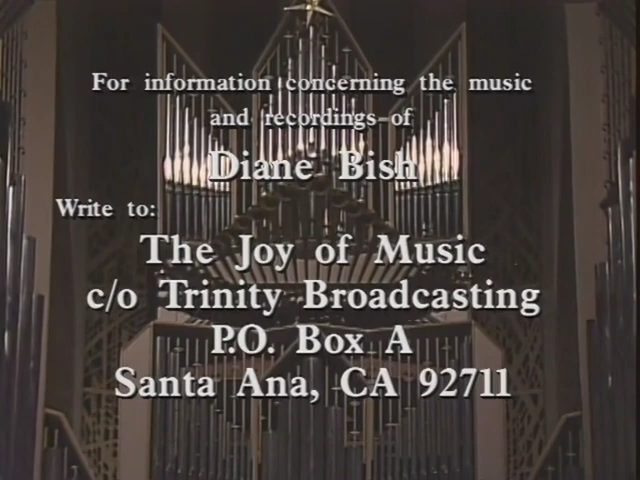 For information concerning the music
and recordings of
Diane Bish
Write to:
The Joy of Music
c/o Trinity Broadcasting
P.O. Box A
Santa Ana, CA 92711